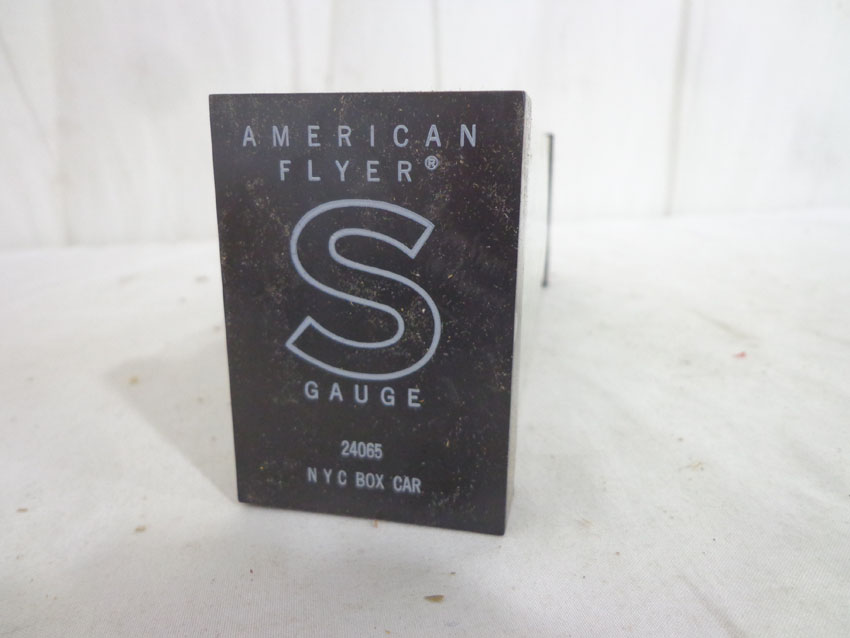 AMERICAN
FLYER®
S
GAUGE
24065
NYC BOX CAR